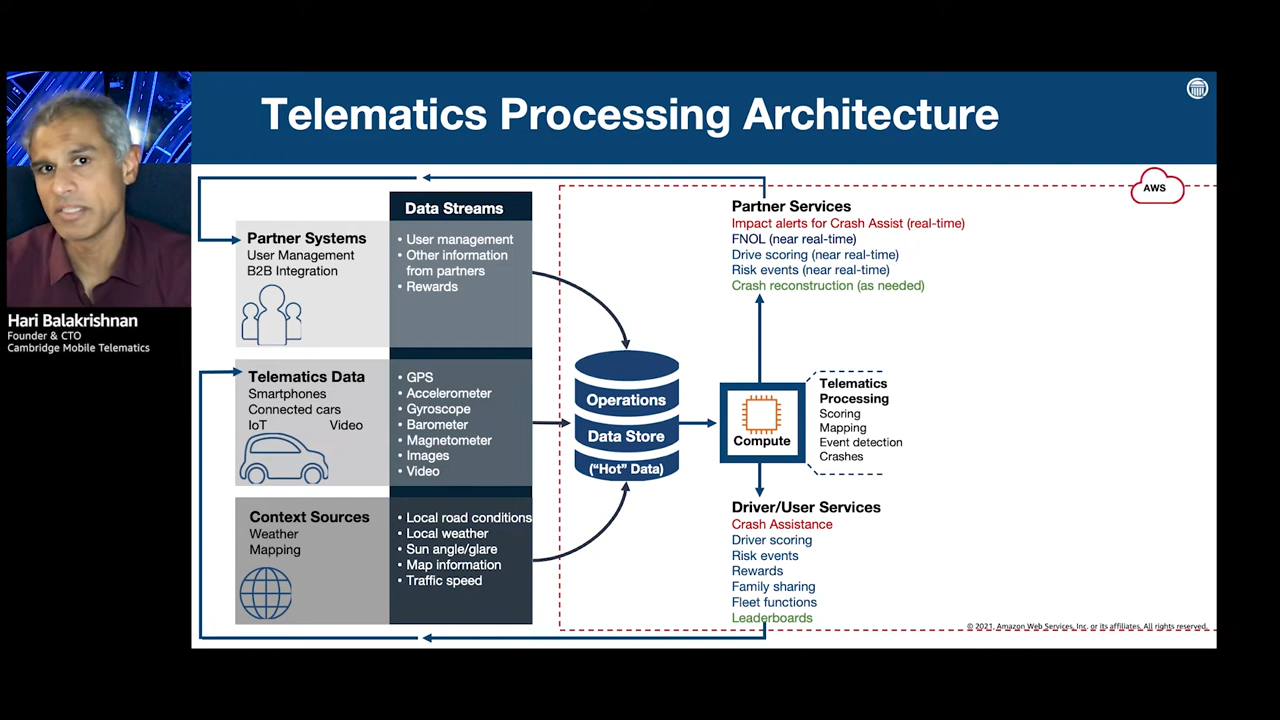 Telematics Processing Architecture
AWS
Hari Balakrishnan
Founder & CTO
Cambridge Mobile Telematics
Data Streams
Partner Systems
User Management
B2B Integration
• User management
• Other information
from partners
• Rewards
Telematics Data
Smartphones
Connected cars
IoT Video
• GPS
• Accelerometer
• Gyroscope
• Barometer
• Magnetometer
• Images
• Video
Context Sources
Weather
Mapping
• Local road conditions
• Local weather
• Sun angle/glare
• Map information
• Traffic speed
Operations
Data Store
("Hot" Data)
Compute
Partner Services
Impact alerts for Crash Assist (real-time)
FNOL (near real-time)
Drive scoring (near real-time)
Risk events (near real-time)
Crash reconstruction (as needed)
Telematics
Processing
Scoring
Mapping
Event detection
Crashes
Driver/User Services
Crash Assistance
Driver scoring
Risk events
Rewards
Family sharing
Fleet functions
Leaderboards
© 2021, Amazon Web Services, Inc. or its affiliates. All rights reserved.